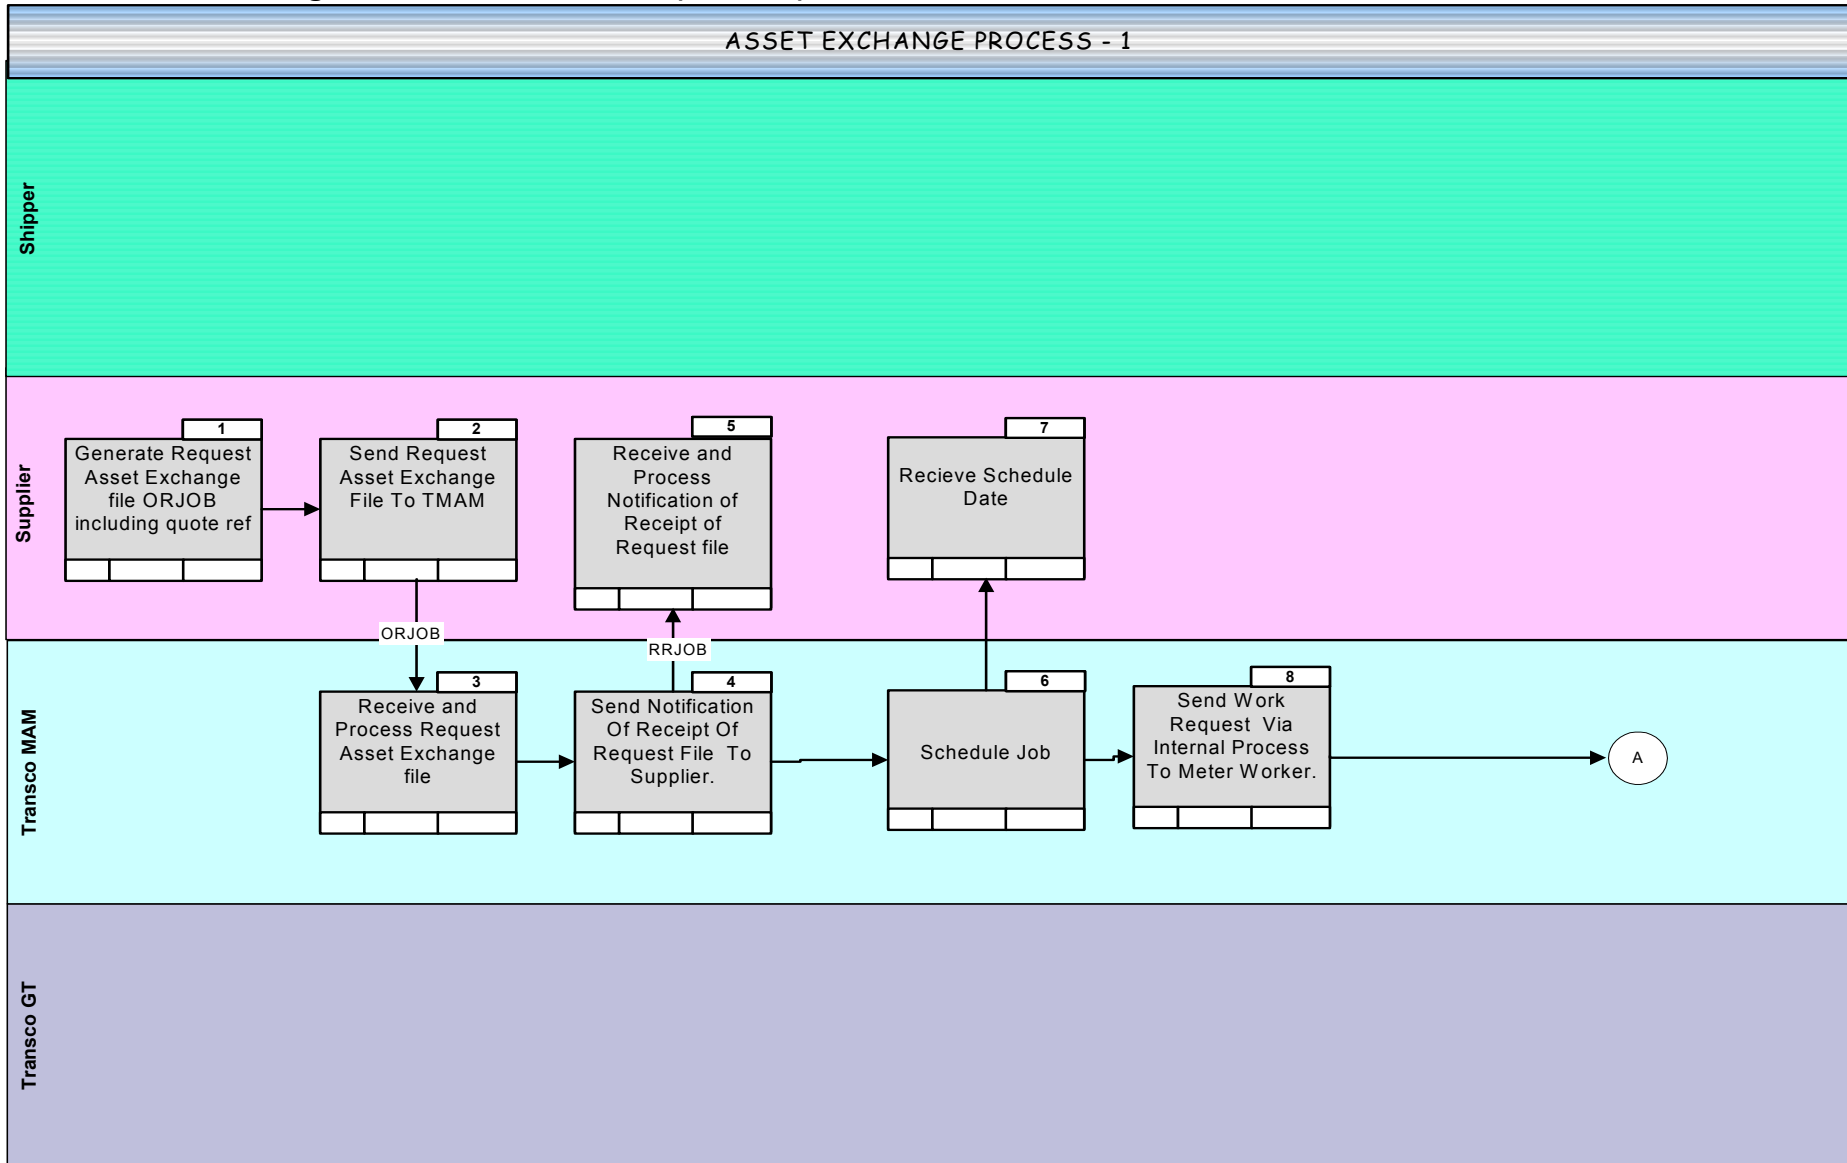 ASSET EXCHANGE PROCESS - 1
Shipper
Supplier
1
Generate Request
Asset Exchange
file ORJOB
including quote ref
2
Send Request
Asset Exchange
File To TMAM
5
Receive and
Process
Notification of
Receipt of
Request file
7
Recieve Schedule
Date
ORJOB
RRJOB
Transco MAM
3
Receive and
Process Request
Asset Exchange
file
4
Send Notification
Of Receipt Of
Request File To
Supplier.
6
Schedule Job
8
Send Work
Request Via
Internal Process
To Meter Worker.
A
Transco GT